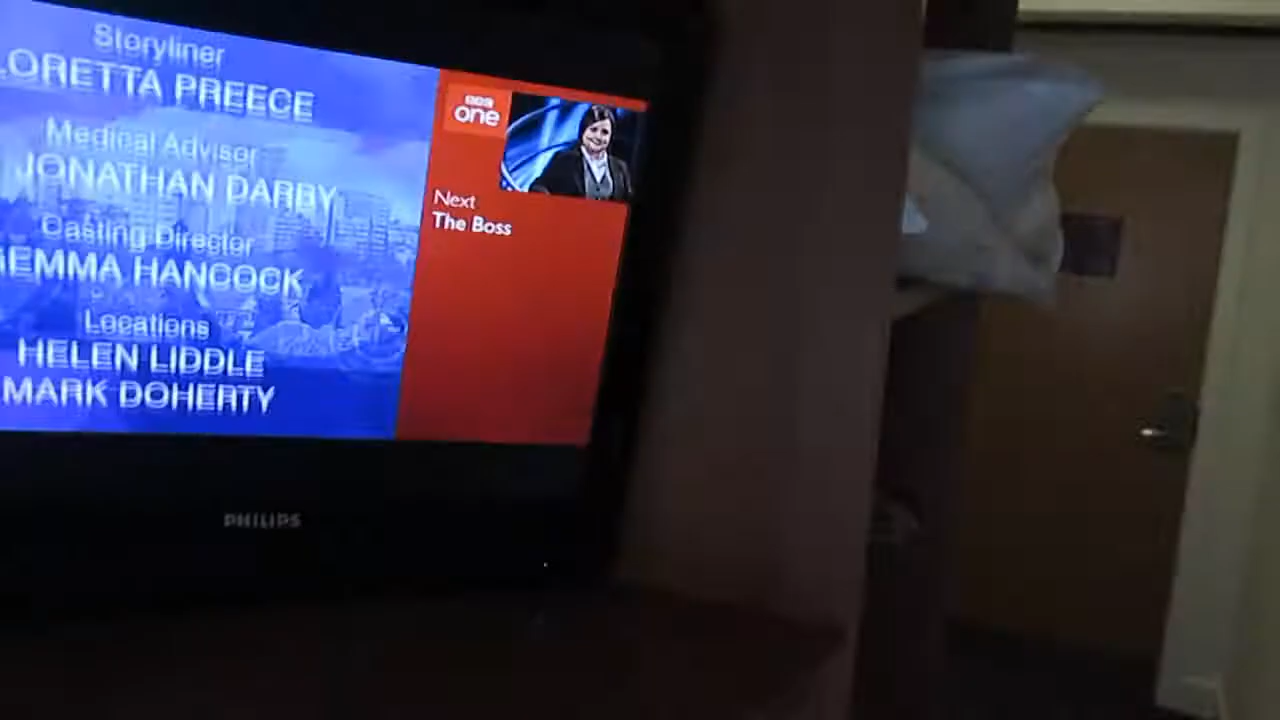 Storyliner
LORETTA PREECE
Medical Advisor
JONATHAN DARBY
Casting Director
GEMMA HANCOCK
Locations
HELEN LIDDLE
MARK DOHERTY
BBC
one
Next
The Boss
PHILIPS